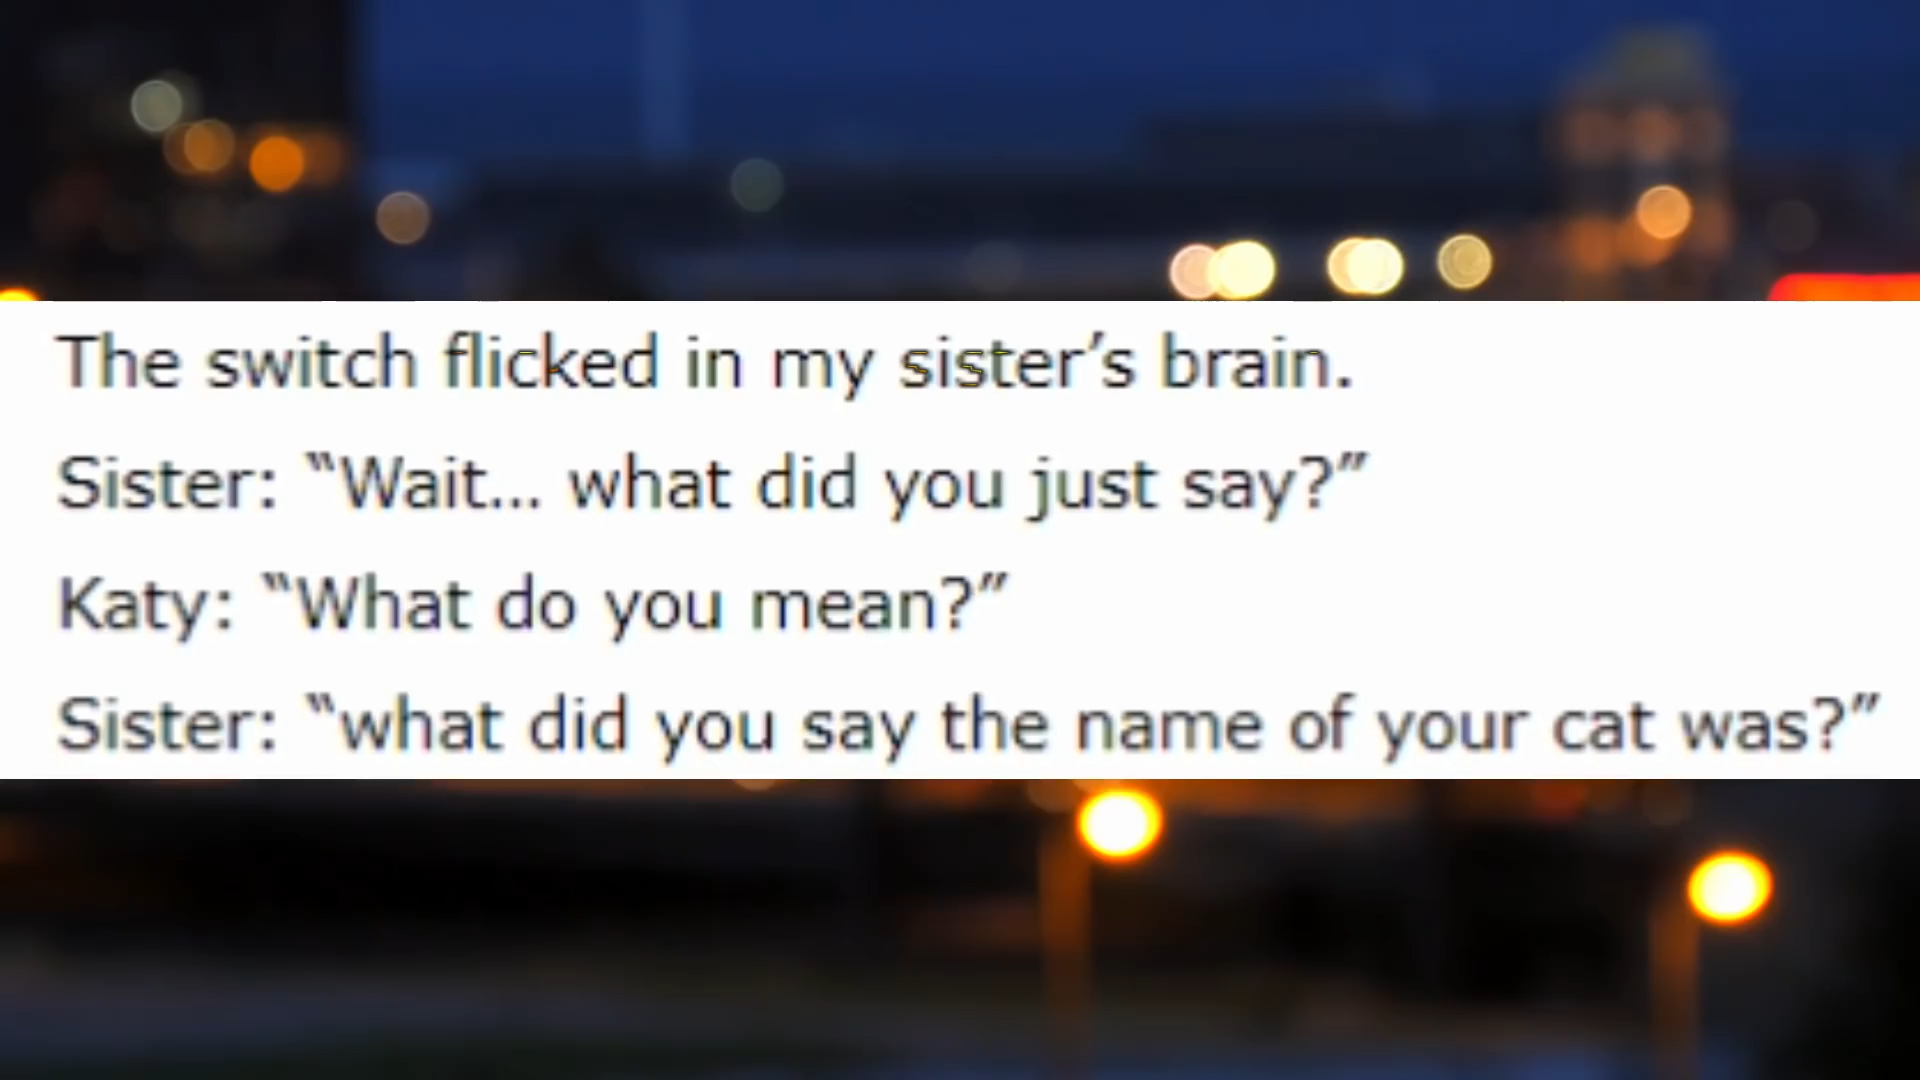 The switch flicked in my sister’s brain.
Sister: “Wait... what did you just say?”
Katy: “What do you mean?”
Sister: “what did you say the name of your cat was?”